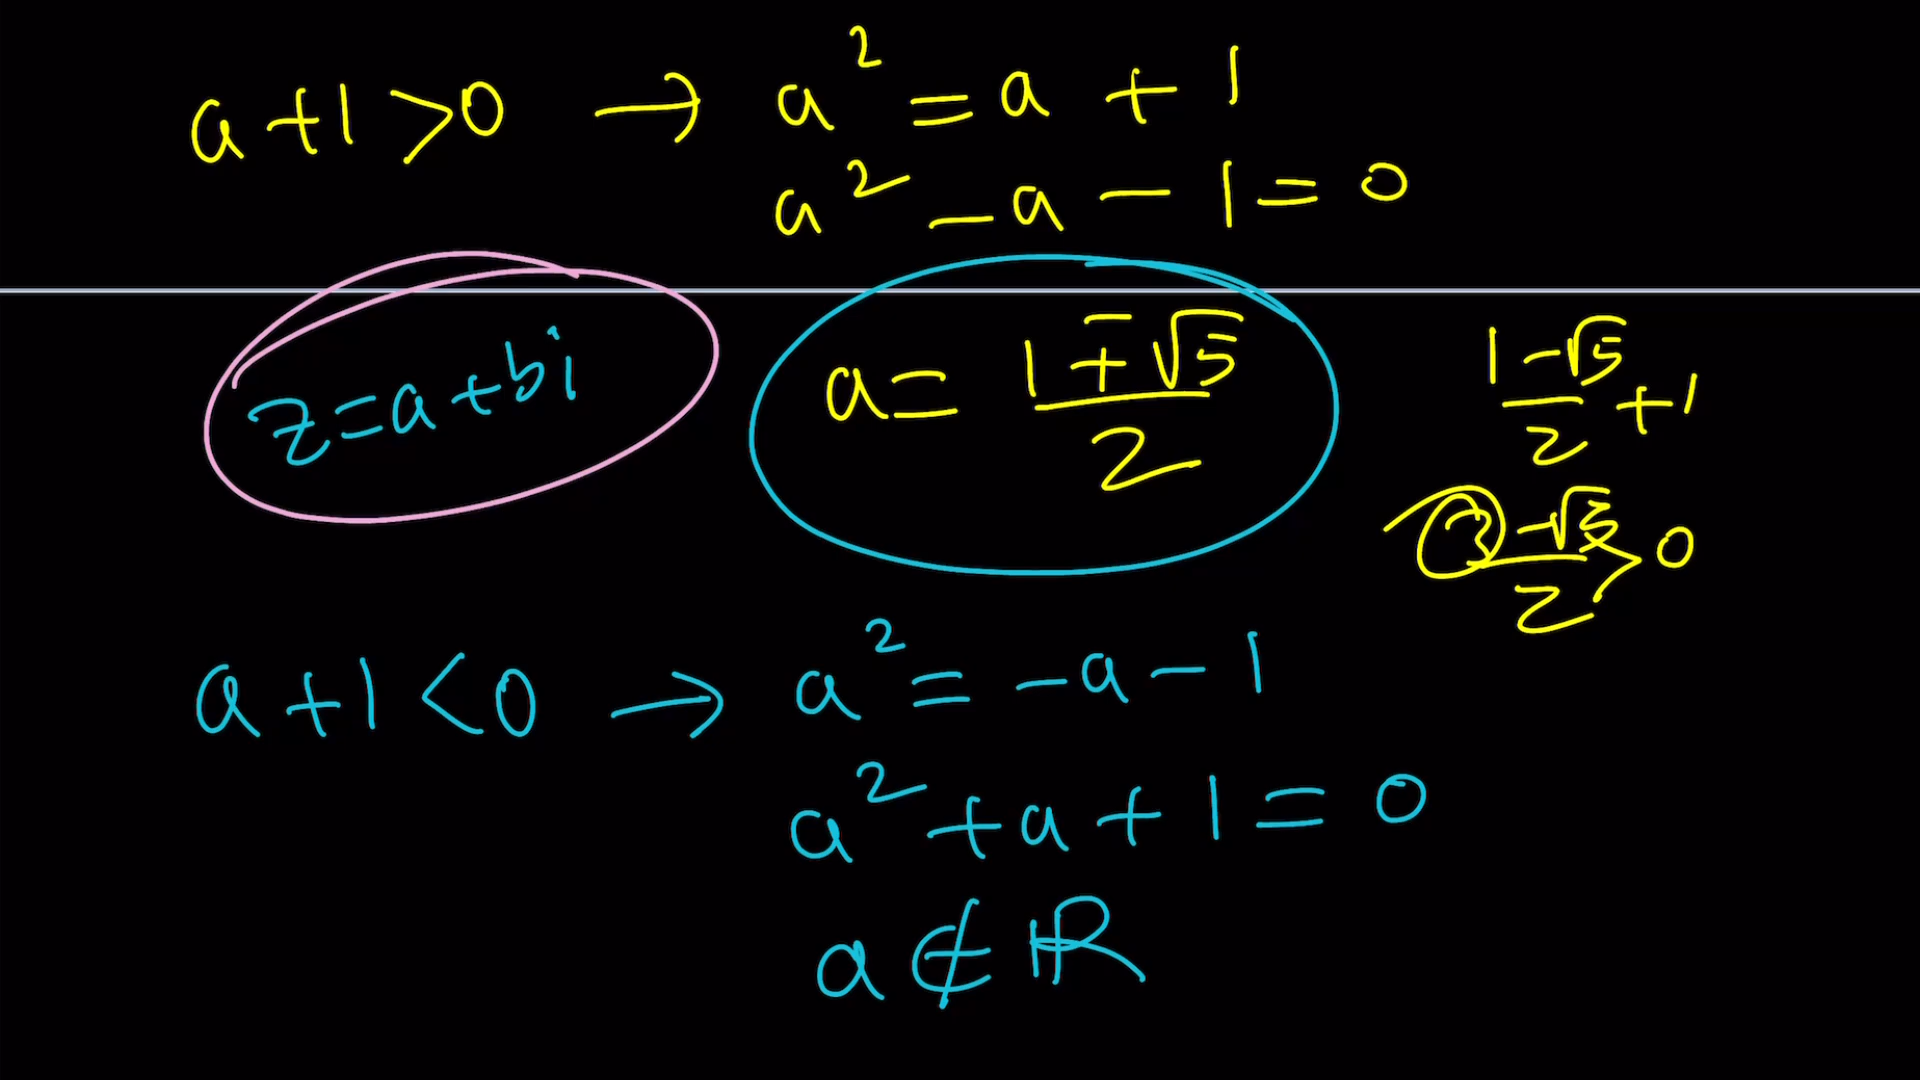 a+1>0 → a² = a + 1
a² - a - 1 = 0
z=a+bi
a = (1 ∓ √5)/2
(1-√5)/2 + 1
(3-√5)/2 > 0
a+1<0 → a² = -a - 1
a² + a + 1 = 0
a ∉ ℝ